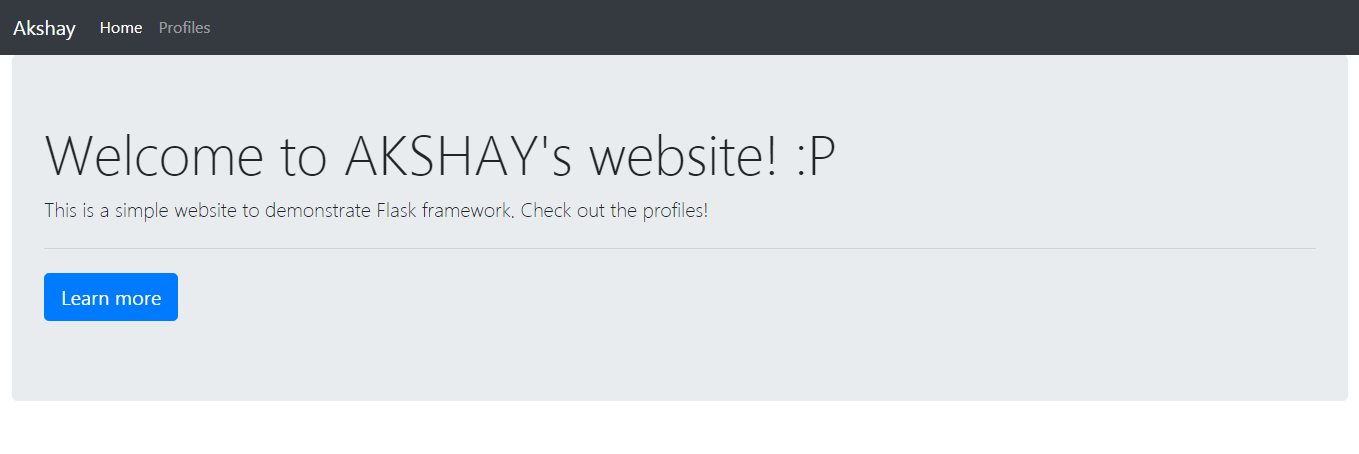 Akshay Home Profiles
Welcome to AKSHAY's website! :P
This is a simple website to demonstrate Flask framework. Check out the profiles!
Learn more